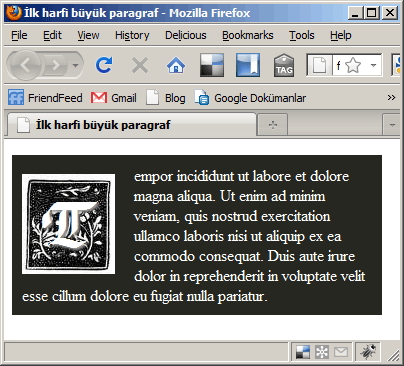 İlk harfi büyük paragraf - Mozilla Firefox
File Edit View History Delicious Bookmarks Tools Help
TAG f
FriendFeed Gmail Blog Google Dokümanlar »
İlk harfi büyük paragraf
T
empor incididunt ut labore et dolore
magna aliqua. Ut enim ad minim
veniam, quis nostrud exercitation
ullamco laboris nisi ut aliquip ex ea
commodo consequat. Duis aute irure
dolor in reprehenderit in voluptate velit
esse cillum dolore eu fugiat nulla pariatur.